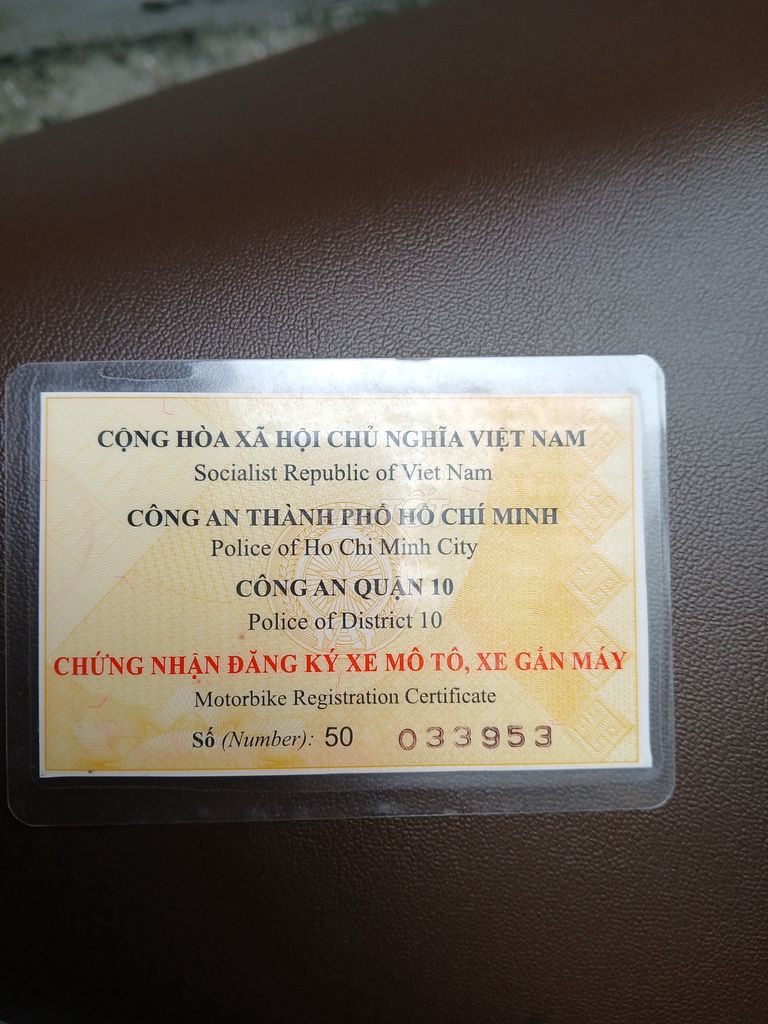 CỘNG HÒA XÃ HỘI CHỦ NGHĨA VIỆT NAM
Socialist Republic of Viet Nam
CÔNG AN THÀNH PHỐ HỒ CHÍ MINH
Police of Ho Chi Minh City
CÔNG AN QUẬN 10
Police of District 10
CHỨNG NHẬN ĐĂNG KÝ XE MÔ TÔ, XE GẮN MÁY
Motorbike Registration Certificate
Số (Number): 50 033953